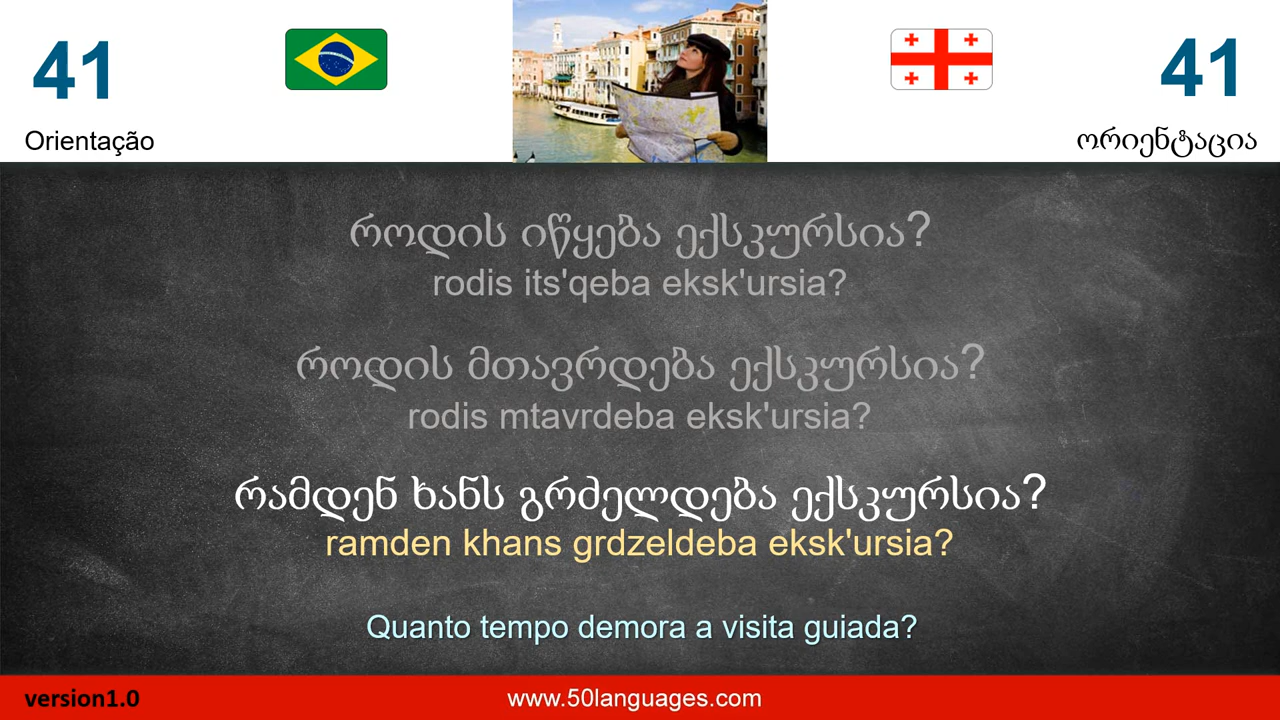 41
41
Orientação
ორიენტაცია
როდის იწყება ექსკურსია?
rodis its'qeba eksk'ursia?
როდის მთავრდება ექსკურსია?
rodis mtavrdeba eksk'ursia?
რამდენ ხანს გრძელდება ექსკურსია?
ramden khans grdzeldeba eksk'ursia?
Quanto tempo demora a visita guiada?
version1.0
www.50languages.com